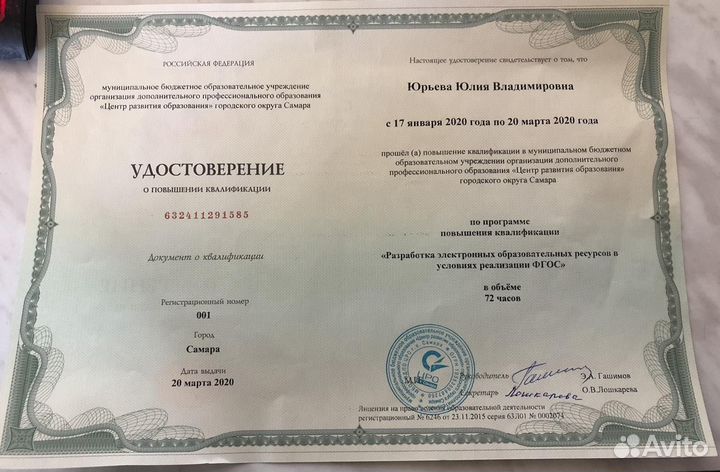 РОССИЙСКАЯ ФЕДЕРАЦИЯ
муниципальное бюджетное образовательное учреждение
организация дополнительного профессионального образования
«Центр развития образования» городского округа Самара
УДОСТОВЕРЕНИЕ
О ПОВЫШЕНИИ КВАЛИФИКАЦИИ
632411291585
Документ о квалификации
Регистрационный номер
001
Город
Самара
Дата выдачи
20 марта 2020
Настоящее удостоверение свидетельствует о том, что
Юрьева Юлия Владимировна
с 17 января 2020 года по 20 марта 2020 года
прошёл (а) повышение квалификации в муниципальном бюджетном
образовательном учреждении организации дополнительного
профессионального образования «Центр развития образования»
городского округа Самара
по программе
повышения квалификации
«Разработка электронных образовательных ресурсов в
условиях реализации ФГОС»
в объёме
72 часов
Руководитель Э.А. Гашимов
Секретарь Лошкарева О.В.Лошкарева
Лицензия на право ведения образовательной деятельности
регистрационный № 6246 от 23.11.2015 серия 63Л01 № 0002074
Avito